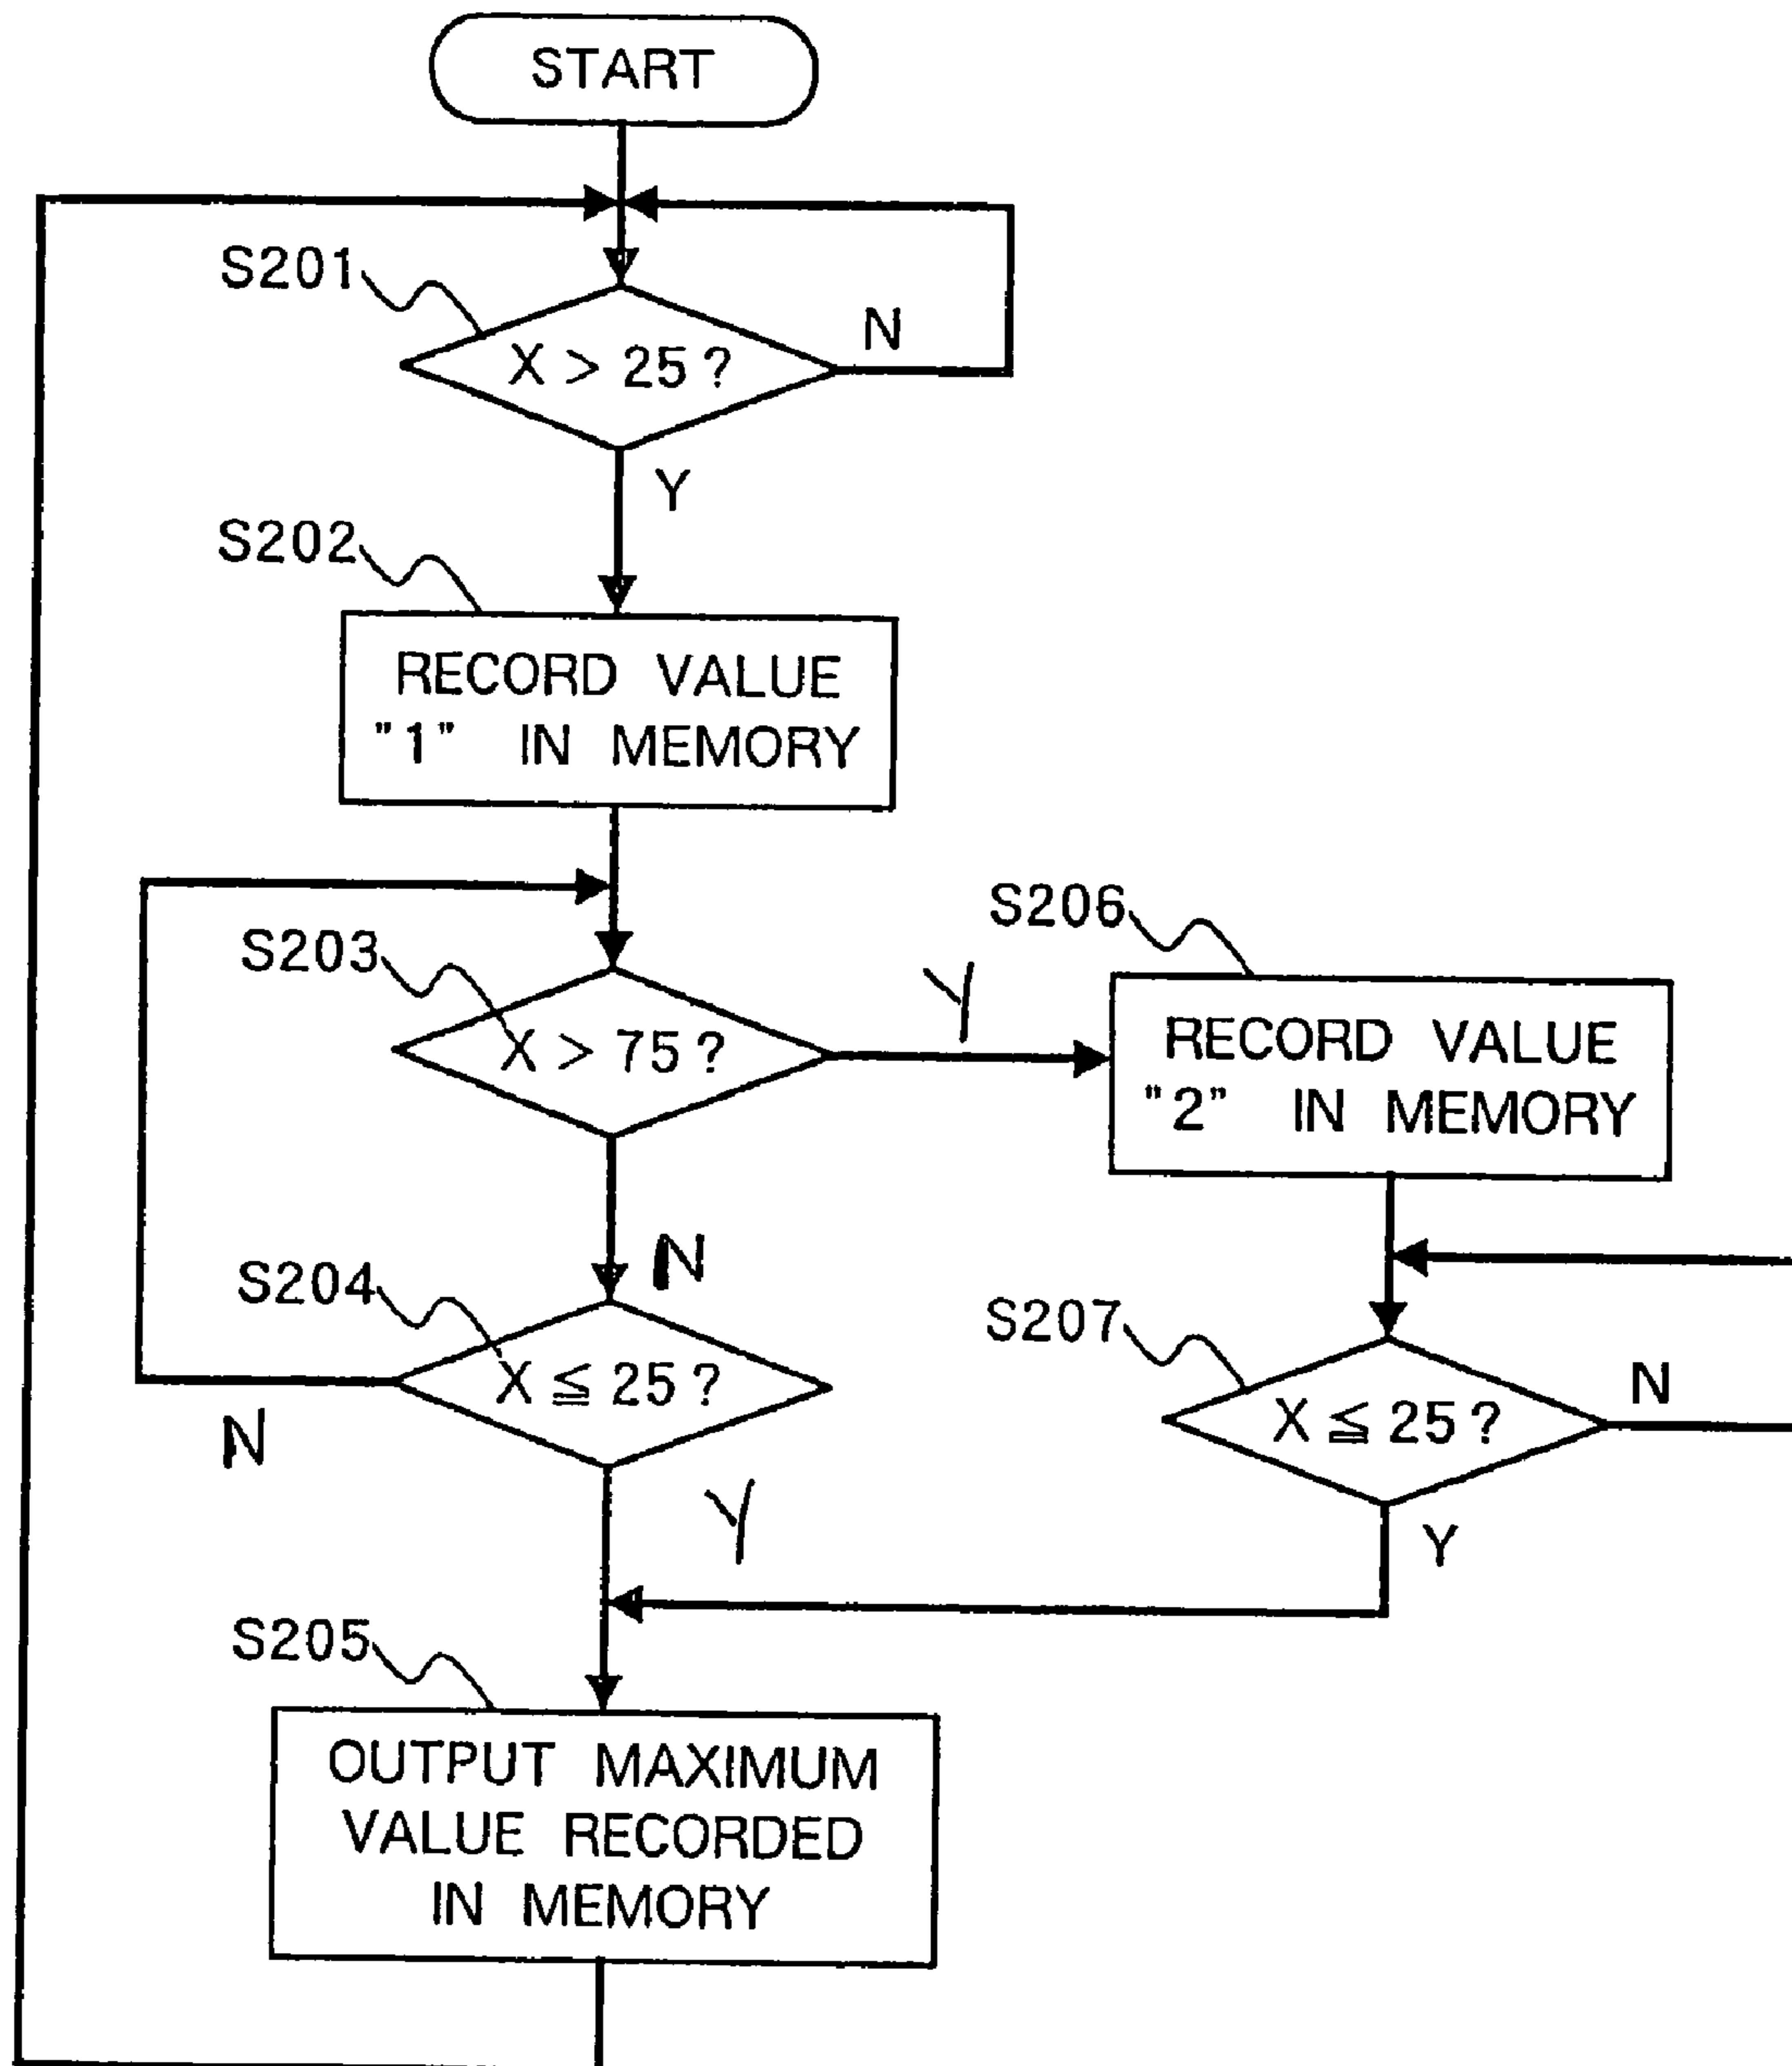 START
S201
X > 25 ?
N
Y
S202
RECORD VALUE
"1" IN MEMORY
S203
X > 75 ?
Y
N
S206
RECORD VALUE
"2" IN MEMORY
S204
X ≦ 25 ?
N
Y
S207
X ≦ 25 ?
N
Y
S205
OUTPUT MAXIMUM
VALUE RECORDED
IN MEMORY